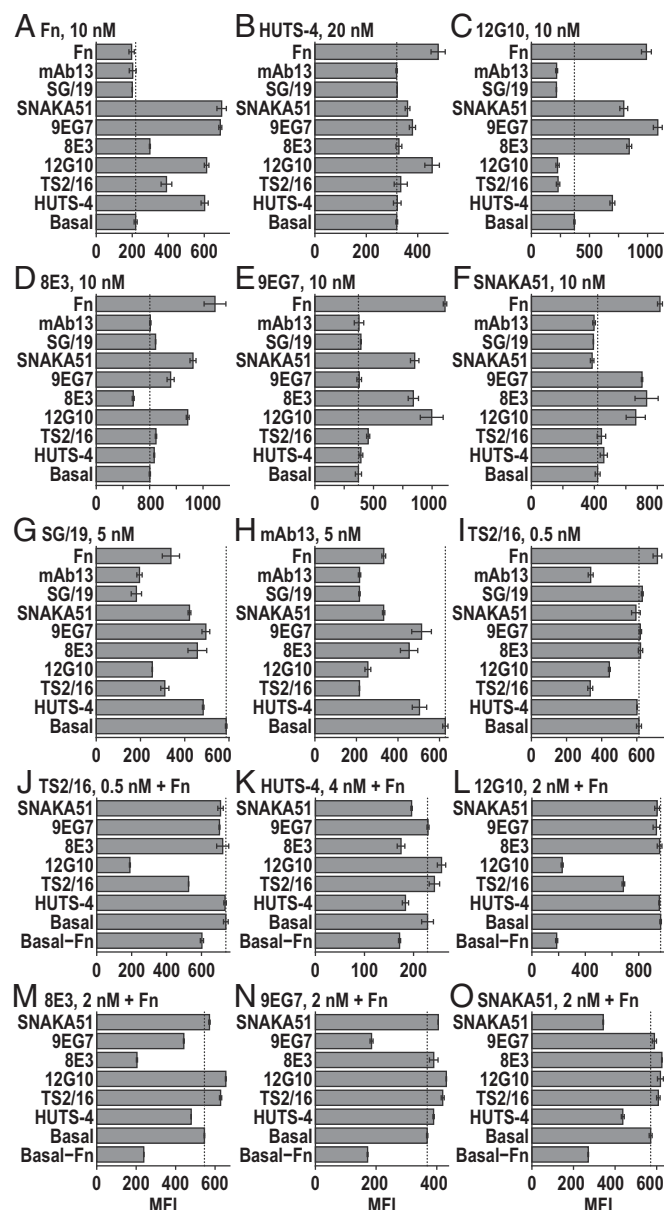 A Fn, 10 nM
Fn
mAb13
SG/19
SNAKA51
9EG7
8E3
12G10
TS2/16
HUTS-4
Basal
0 200 400 600
B HUTS-4, 20 nM
Fn
mAb13
SG/19
SNAKA51
9EG7
8E3
12G10
TS2/16
HUTS-4
Basal
0 200 400
C 12G10, 10 nM
Fn
mAb13
SG/19
SNAKA51
9EG7
8E3
12G10
TS2/16
HUTS-4
Basal
0 500 1000
D 8E3, 10 nM
Fn
mAb13
SG/19
SNAKA51
9EG7
8E3
12G10
TS2/16
HUTS-4
Basal
0 800 1000
E 9EG7, 10 nM
Fn
mAb13
SG/19
SNAKA51
9EG7
8E3
12G10
TS2/16
HUTS-4
Basal
0 500 1000
F SNAKA51, 10 nM
Fn
mAb13
SG/19
SNAKA51
9EG7
8E3
12G10
TS2/16
HUTS-4
Basal
0 400 800
G SG/19, 5 nM
Fn
mAb13
SG/19
SNAKA51
9EG7
8E3
12G10
TS2/16
HUTS-4
Basal
0 200 400 600
H mAb13, 5 nM
Fn
mAb13
SG/19
SNAKA51
9EG7
8E3
12G10
TS2/16
HUTS-4
Basal
0 200 400 600
I TS2/16, 0.5 nM
Fn
mAb13
SG/19
SNAKA51
9EG7
8E3
12G10
TS2/16
HUTS-4
Basal
0 200 400 600
J TS2/16, 0.5 nM + Fn
SNAKA51
9EG7
8E3
12G10
TS2/16
HUTS-4
Basal
Basal−Fn
0 200 400 600
K HUTS-4, 4 nM + Fn
SNAKA51
9EG7
8E3
12G10
TS2/16
HUTS-4
Basal
Basal−Fn
0 100 200
L 12G10, 2 nM + Fn
SNAKA51
9EG7
8E3
12G10
TS2/16
HUTS-4
Basal
Basal−Fn
0 400 800
M 8E3, 2 nM + Fn
SNAKA51
9EG7
8E3
12G10
TS2/16
HUTS-4
Basal
Basal−Fn
0 200 400 600
MFI
N 9EG7, 2 nM + Fn
SNAKA51
9EG7
8E3
12G10
TS2/16
HUTS-4
Basal
Basal−Fn
0 200 400
MFI
O SNAKA51, 2 nM + Fn
SNAKA51
9EG7
8E3
12G10
TS2/16
HUTS-4
Basal
Basal−Fn
0 200 400 600
MFI